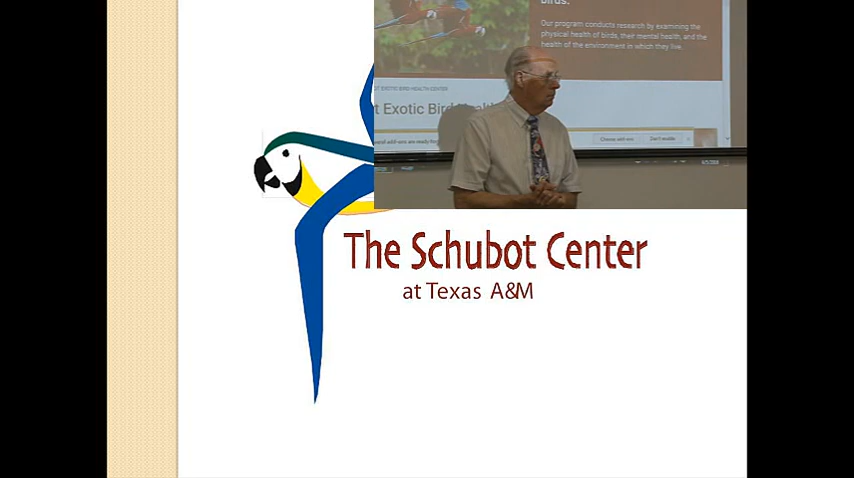 birds.
Our program conducts research by examining the
physical health of birds, their mental health, and the
health of the environment in which they live.
EXOTIC BIRD HEALTH CENTER
t Exotic Bird Health
Choose add-ons Don't enable
The Schubot Center
at Texas A&M